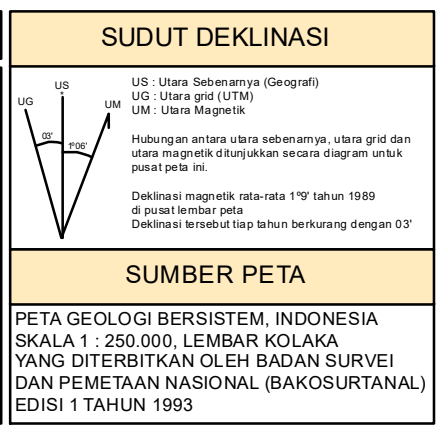 SUDUT DEKLINASI
US
*
UG
UM
03'
1º06'
US : Utara Sebenarnya (Geografi)
UG : Utara grid (UTM)
UM : Utara Magnetik
Hubungan antara utara sebenarnya, utara grid dan
utara magnetik ditunjukkan secara diagram untuk
pusat peta ini.
Deklinasi magnetik rata-rata 1º9' tahun 1989
di pusat lembar peta
Deklinasi tersebut tiap tahun berkurang dengan 03'
SUMBER PETA
PETA GEOLOGI BERSISTEM, INDONESIA
SKALA 1 : 250.000, LEMBAR KOLAKA
YANG DITERBITKAN OLEH BADAN SURVEI
DAN PEMETAAN NASIONAL (BAKOSURTANAL)
EDISI 1 TAHUN 1993